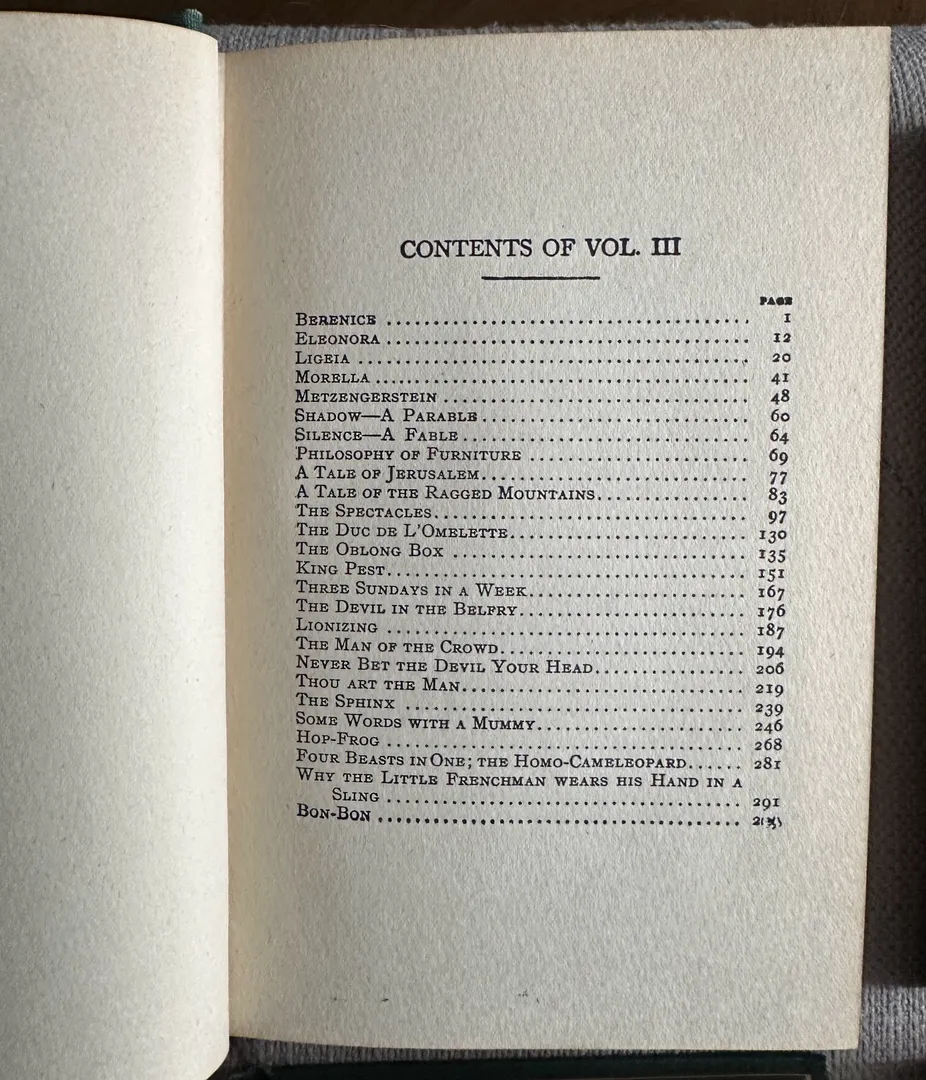 CONTENTS OF VOL. III
PAGE
BERENICE ........................................ 1
ELEONORA ........................................ 12
LIGEIA ........................................ 20
MORELLA ........................................ 41
METZENGERSTEIN ................................. 48
SHADOW—A PARABLE ............................. 60
SILENCE—A FABLE ............................... 64
PHILOSOPHY OF FURNITURE ........................ 69
A TALE OF JERUSALEM ............................. 77
A TALE OF THE RAGGED MOUNTAINS ................ 83
THE SPECTACLES .................................. 97
THE DUC DE L'OMELETTE .......................... 130
THE OBLONG BOX ................................ 135
KING PEST ...................................... 151
THREE SUNDAYS IN A WEEK ........................ 167
THE DEVIL IN THE BELFRY ......................... 176
LIONIZING ...................................... 187
THE MAN OF THE CROWD ........................... 194
NEVER BET THE DEVIL YOUR HEAD ................. 206
THOU ART THE MAN ............................... 219
THE SPHINX ..................................... 239
SOME WORDS WITH A MUMMY ....................... 246
HOP-FROG ....................................... 268
FOUR BEASTS IN ONE; THE HOMO-CAMELEOPARD ...... 281
WHY THE LITTLE FRENCHMAN WEARS HIS HAND IN A
SLING ...................................... 291
BON-BON .......................................